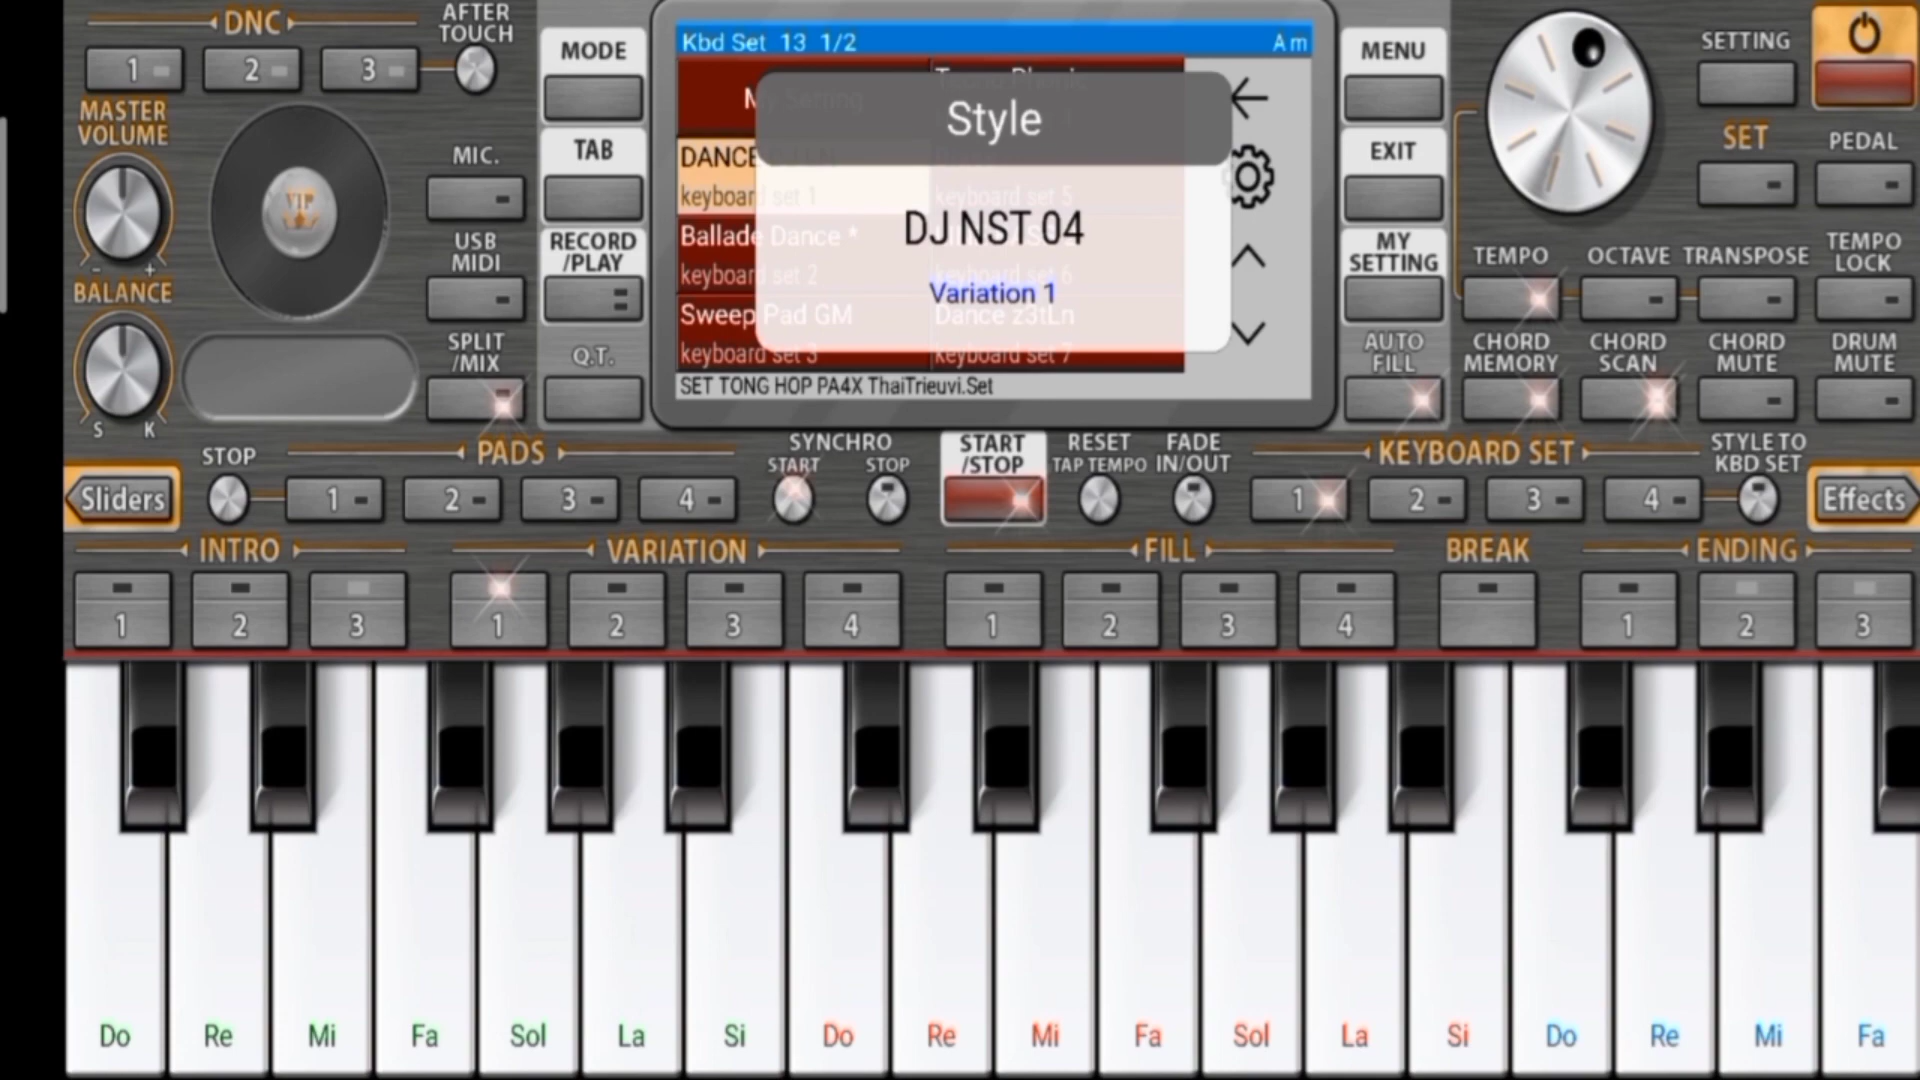 DNC
AFTER
TOUCH
1
2
3
MASTER
VOLUME
- +
BALANCE
S K
VIP
MIC.
USB
MIDI
SPLIT
/MIX
MODE
TAB
RECORD
/PLAY
Q.T.
Kbd Set 13 1/2
Am
Style
DJ NST 04
Variation 1
DANCE
keyboard set 1
keyboard set 5
Ballade Dance *
keyboard set 2
keyboard set 6
Sweep Pad GM
Dance z3tLn
keyboard set 3
keyboard set 7
SET TONG HOP PA4X ThaiTrieuvi.Set
MENU
EXIT
MY
SETTING
AUTO
FILL
SETTING
SET
PEDAL
TEMPO
OCTAVE
TRANSPOSE
TEMPO
LOCK
CHORD
MEMORY
CHORD
SCAN
CHORD
MUTE
DRUM
MUTE
Sliders
STOP
PADS
1
2
3
4
SYNCHRO
START
STOP
START
/STOP
RESET
TAP TEMPO
FADE
IN/OUT
KEYBOARD SET
1
2
3
4
STYLE TO
KBD SET
Effects
INTRO
1
2
3
VARIATION
1
2
3
4
FILL
1
2
3
4
BREAK
ENDING
1
2
3
Do Re Mi Fa Sol La Si Do Re Mi Fa Sol La Si Do Re Mi Fa